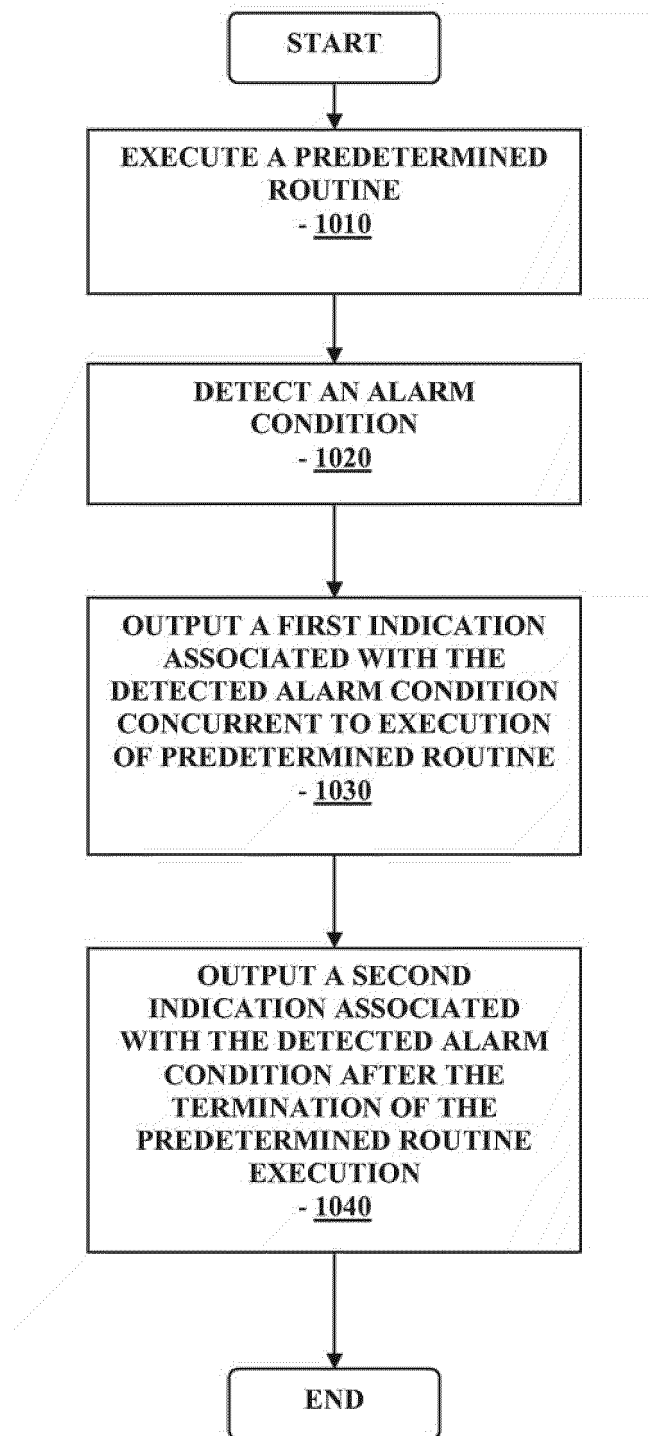 START
EXECUTE A PREDETERMINED
ROUTINE
- 1010
DETECT AN ALARM
CONDITION
- 1020
OUTPUT A FIRST INDICATION
ASSOCIATED WITH THE
DETECTED ALARM CONDITION
CONCURRENT TO EXECUTION
OF PREDETERMINED ROUTINE
- 1030
OUTPUT A SECOND
INDICATION ASSOCIATED
WITH THE DETECTED ALARM
CONDITION AFTER THE
TERMINATION OF THE
PREDETERMINED ROUTINE
EXECUTION
- 1040
END